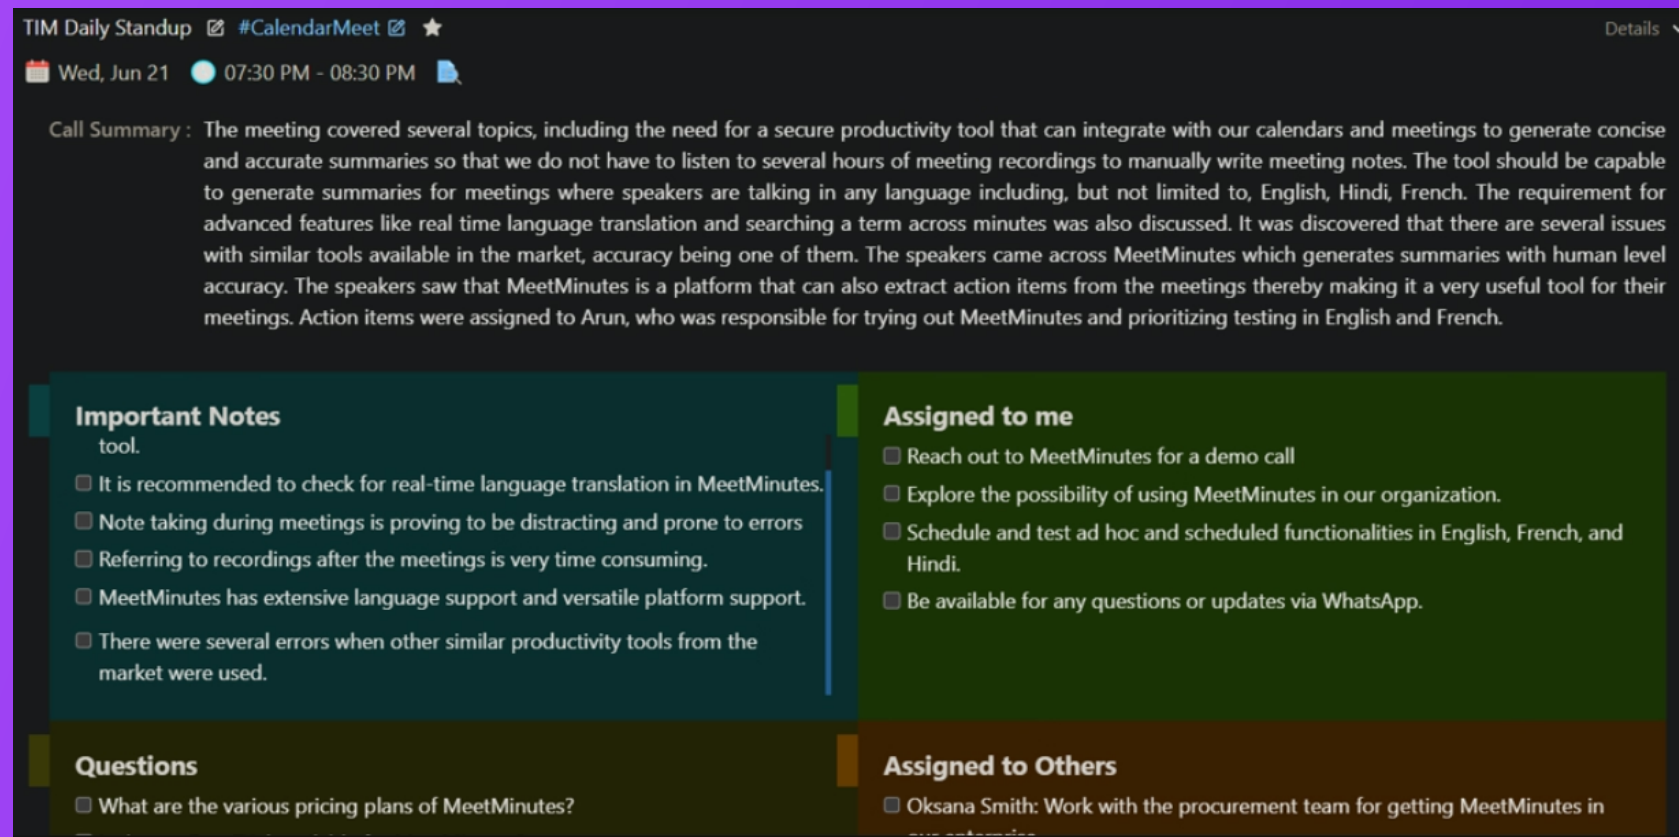 TIM Daily Standup #CalendarMeet
Details
Wed, Jun 21 07:30 PM - 08:30 PM
Call Summary : The meeting covered several topics, including the need for a secure productivity tool that can integrate with our calendars and meetings to generate concise
and accurate summaries so that we do not have to listen to several hours of meeting recordings to manually write meeting notes. The tool should be capable
to generate summaries for meetings where speakers are talking in any language including, but not limited to, English, Hindi, French. The requirement for
advanced features like real time language translation and searching a term across minutes was also discussed. It was discovered that there are several issues
with similar tools available in the market, accuracy being one of them. The speakers came across MeetMinutes which generates summaries with human level
accuracy. The speakers saw that MeetMinutes is a platform that can also extract action items from the meetings thereby making it a very useful tool for their
meetings. Action items were assigned to Arun, who was responsible for trying out MeetMinutes and prioritizing testing in English and French.
Important Notes
tool.
It is recommended to check for real-time language translation in MeetMinutes.
Note taking during meetings is proving to be distracting and prone to errors
Referring to recordings after the meetings is very time consuming.
MeetMinutes has extensive language support and versatile platform support.
There were several errors when other similar productivity tools from the
market were used.
Assigned to me
Reach out to MeetMinutes for a demo call
Explore the possibility of using MeetMinutes in our organization.
Schedule and test ad hoc and scheduled functionalities in English, French, and
Hindi.
Be available for any questions or updates via WhatsApp.
Questions
What are the various pricing plans of MeetMinutes?
Assigned to Others
Oksana Smith: Work with the procurement team for getting MeetMinutes in